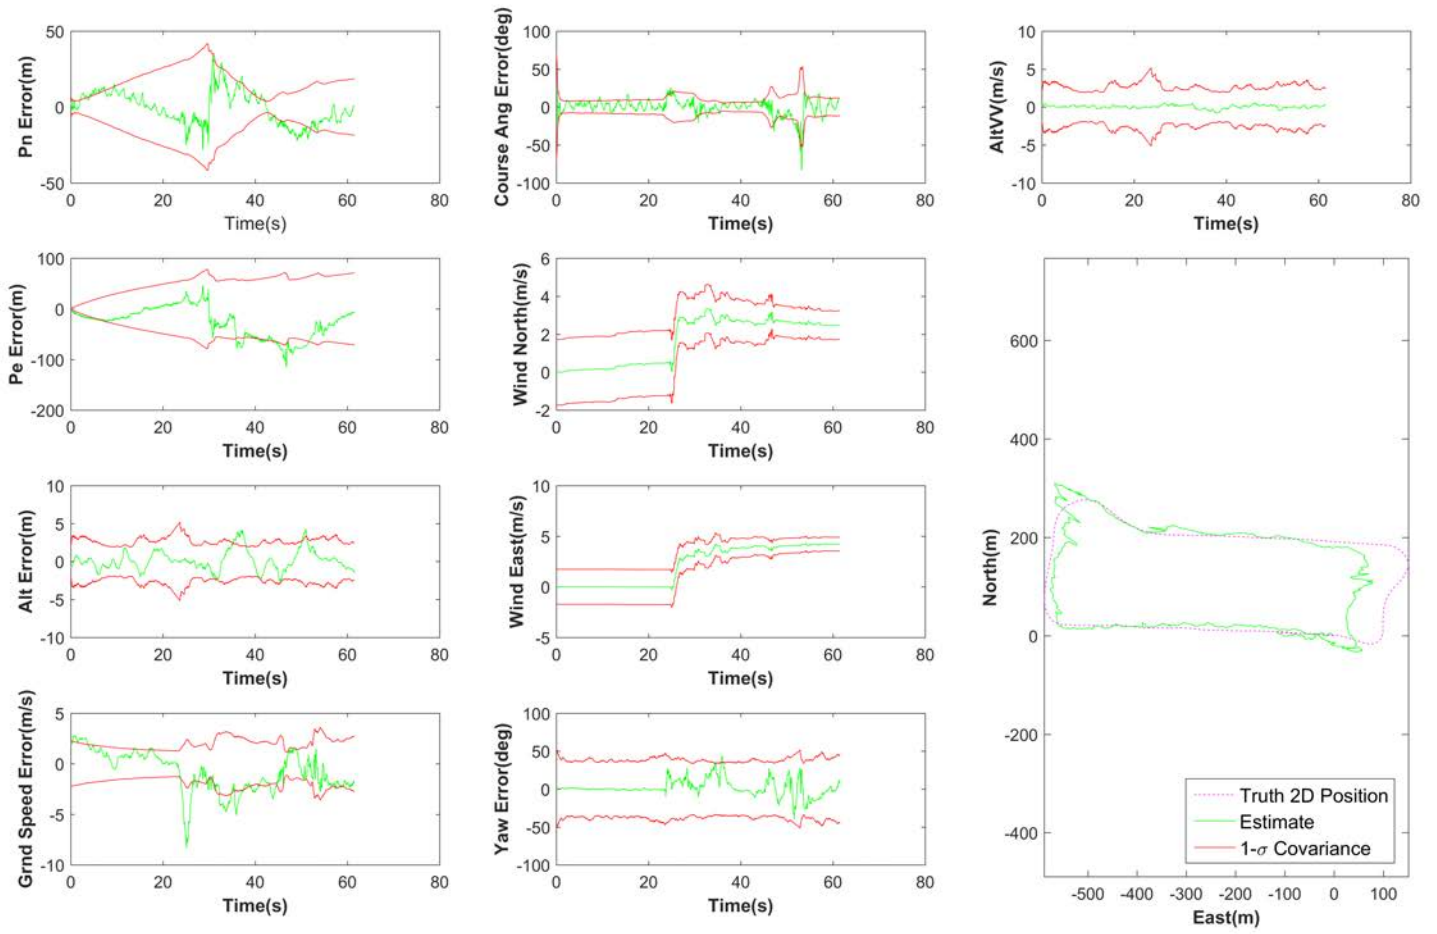 Pn Error(m)
50
0
-50
0 20 40 60 80
Time(s)
Course Ang Error(deg)
100
50
0
-50
-100
0 20 40 60 80
Time(s)
AltVV(m/s)
10
5
0
-5
-10
0 20 40 60 80
Time(s)
Pe Error(m)
100
0
-100
-200
0 20 40 60 80
Time(s)
Wind North(m/s)
6
4
2
0
-2
0 20 40 60 80
Time(s)
Alt Error(m)
10
5
0
-5
-10
0 20 40 60 80
Time(s)
Wind East(m/s)
10
5
0
-5
0 20 40 60 80
Time(s)
Grnd Speed Error(m/s)
5
0
-5
-10
0 20 40 60 80
Time(s)
Yaw Error(deg)
100
50
0
-50
-100
0 20 40 60 80
Time(s)
North(m)
600
400
200
0
-200
-400
Truth 2D Position
Estimate
1-σ Covariance
-500 -400 -300 -200 -100 0 100
East(m)